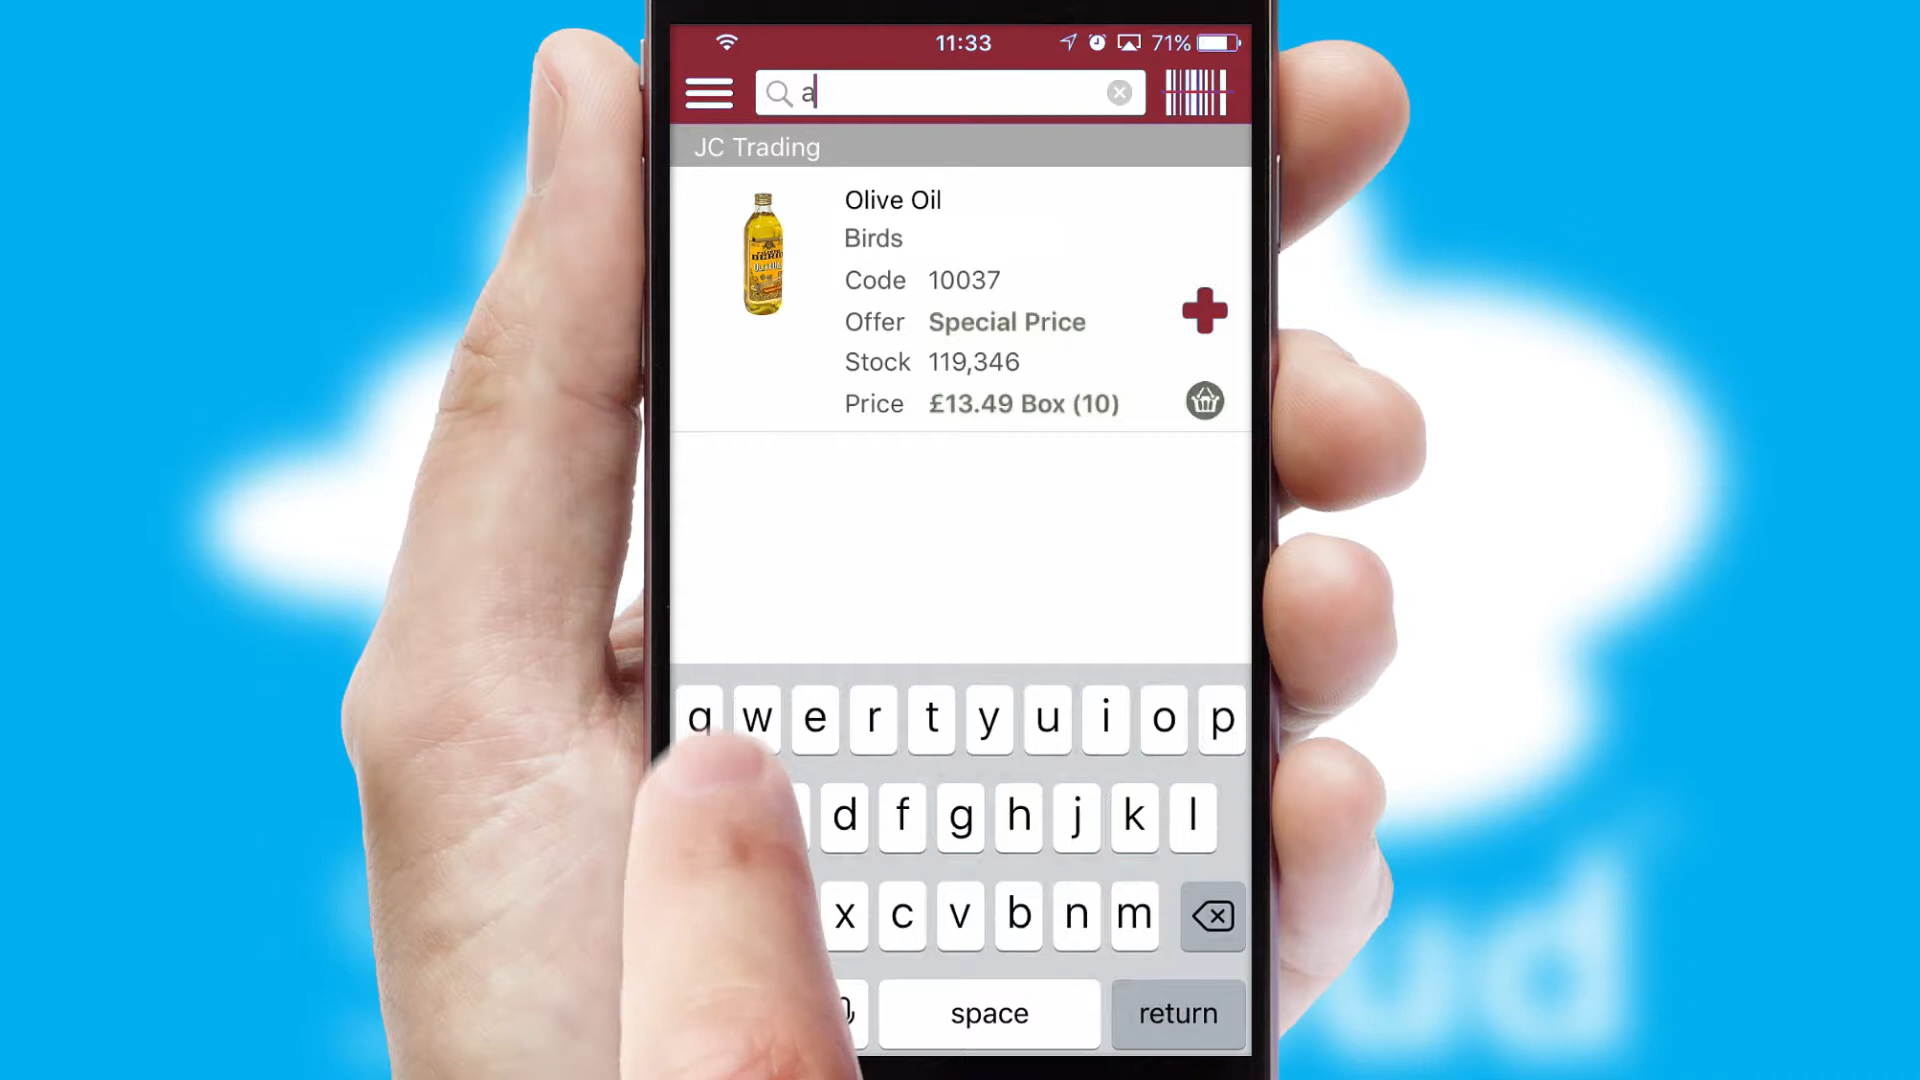 11:33
71%
a
JC Trading
Olive Oil
Birds
Code 10037
Offer Special Price
Stock 119,346
Price £13.49 Box (10)
q w e r t y u i o p
d f g h j k l
x c v b n m
space return
ud